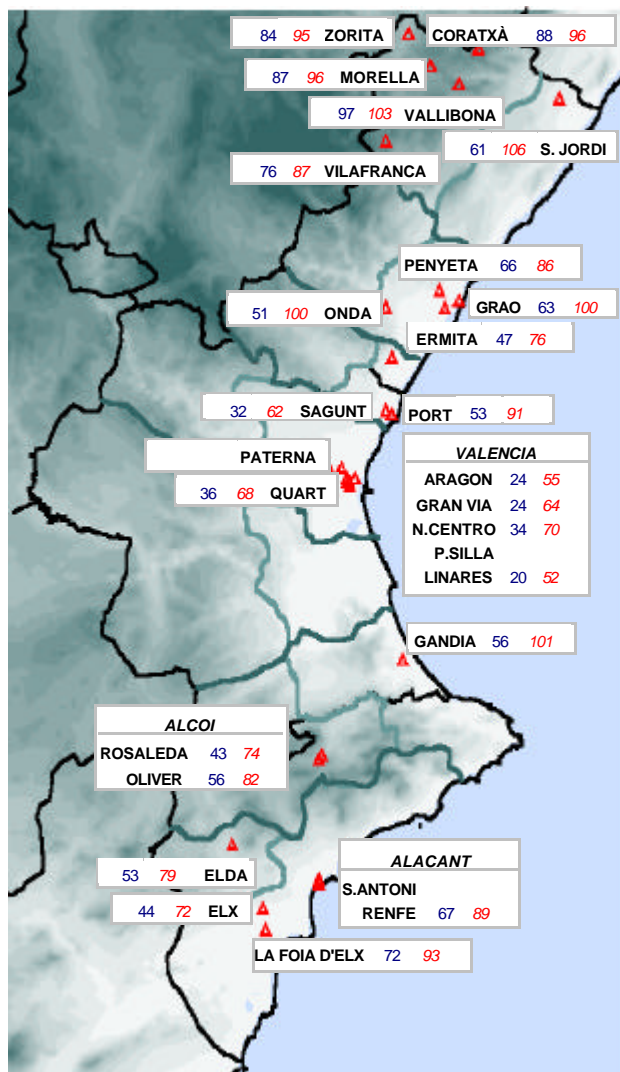 84 95 ZORITA
CORATXÀ 88 96
87 96 MORELLA
97 103 VALLIBONA
61 106 S. JORDI
76 87 VILAFRANCA
PENYETA 66 86
51 100 ONDA
GRAO 63 100
ERMITA 47 76
32 62 SAGUNT
PORT 53 91
PATERNA
36 68 QUART
VALENCIA
ARAGON 24 55
GRAN VIA 24 64
N.CENTRO 34 70
P.SILLA
LINARES 20 52
GANDIA 56 101
ALCOI
ROSALEDA 43 74
OLIVER 56 82
53 79 ELDA
44 72 ELX
ALACANT
S.ANTONI
RENFE 67 89
LA FOIA D'ELX 72 93